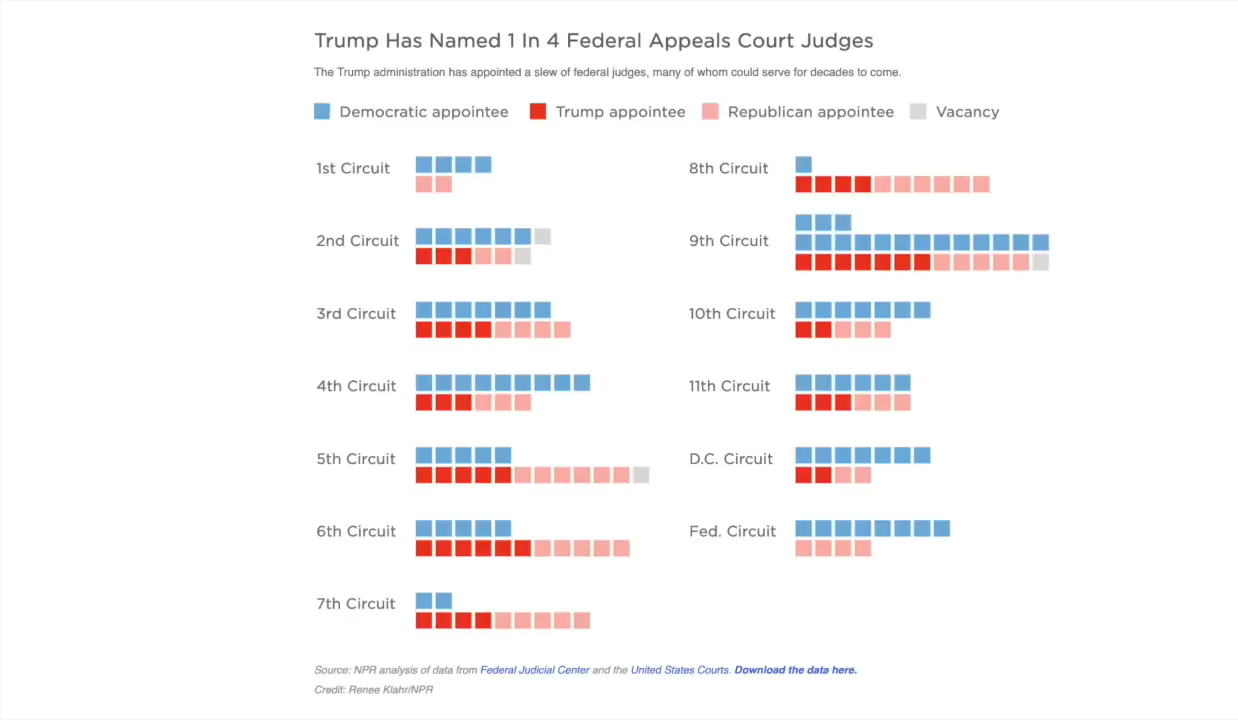 Trump Has Named 1 In 4 Federal Appeals Court Judges
The Trump administration has appointed a slew of federal judges, many of whom could serve for decades to come.
Democratic appointee Trump appointee Republican appointee Vacancy
1st Circuit
2nd Circuit
3rd Circuit
4th Circuit
5th Circuit
6th Circuit
7th Circuit
8th Circuit
9th Circuit
10th Circuit
11th Circuit
D.C. Circuit
Fed. Circuit
Source: NPR analysis of data from Federal Judicial Center and the United States Courts. Download the data here.
Credit: Renee Klahr/NPR